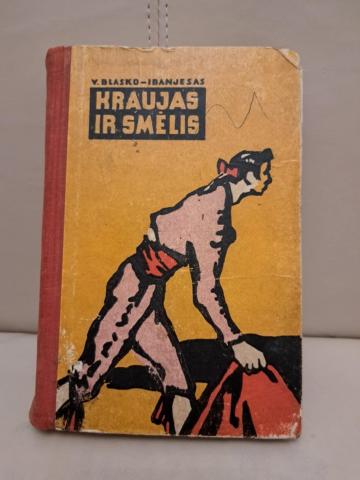 V. BLASKO-IBANJESAS
KRAUJAS
IR SMĖLIS